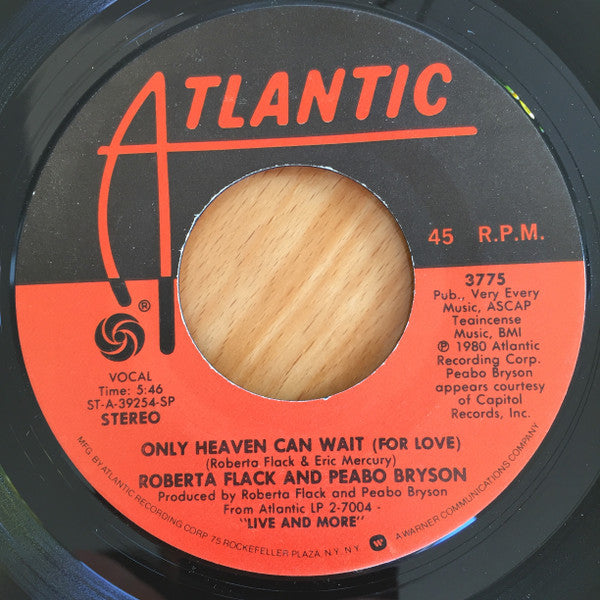 ATLANTIC
45 R.P.M.
®
3775
Pub., Very Every
Music, ASCAP
Teaincense
Music, BMI
℗ 1980 Atlantic
Recording Corp.
Peabo Bryson
appears courtesy
of Capitol
Records, Inc.
VOCAL
Time: 5:46
ST-A-39254-SP
STEREO
ONLY HEAVEN CAN WAIT (FOR LOVE)
(Roberta Flack & Eric Mercury)
ROBERTA FLACK AND PEABO BRYSON
Produced by Roberta Flack and Peabo Bryson
From Atlantic LP 2-7004 -
"LIVE AND MORE"
MFG. BY ATLANTIC RECORDING CORP. 75 ROCKEFELLER PLAZA, N.Y. N.Y. A WARNER COMMUNICATIONS COMPANY